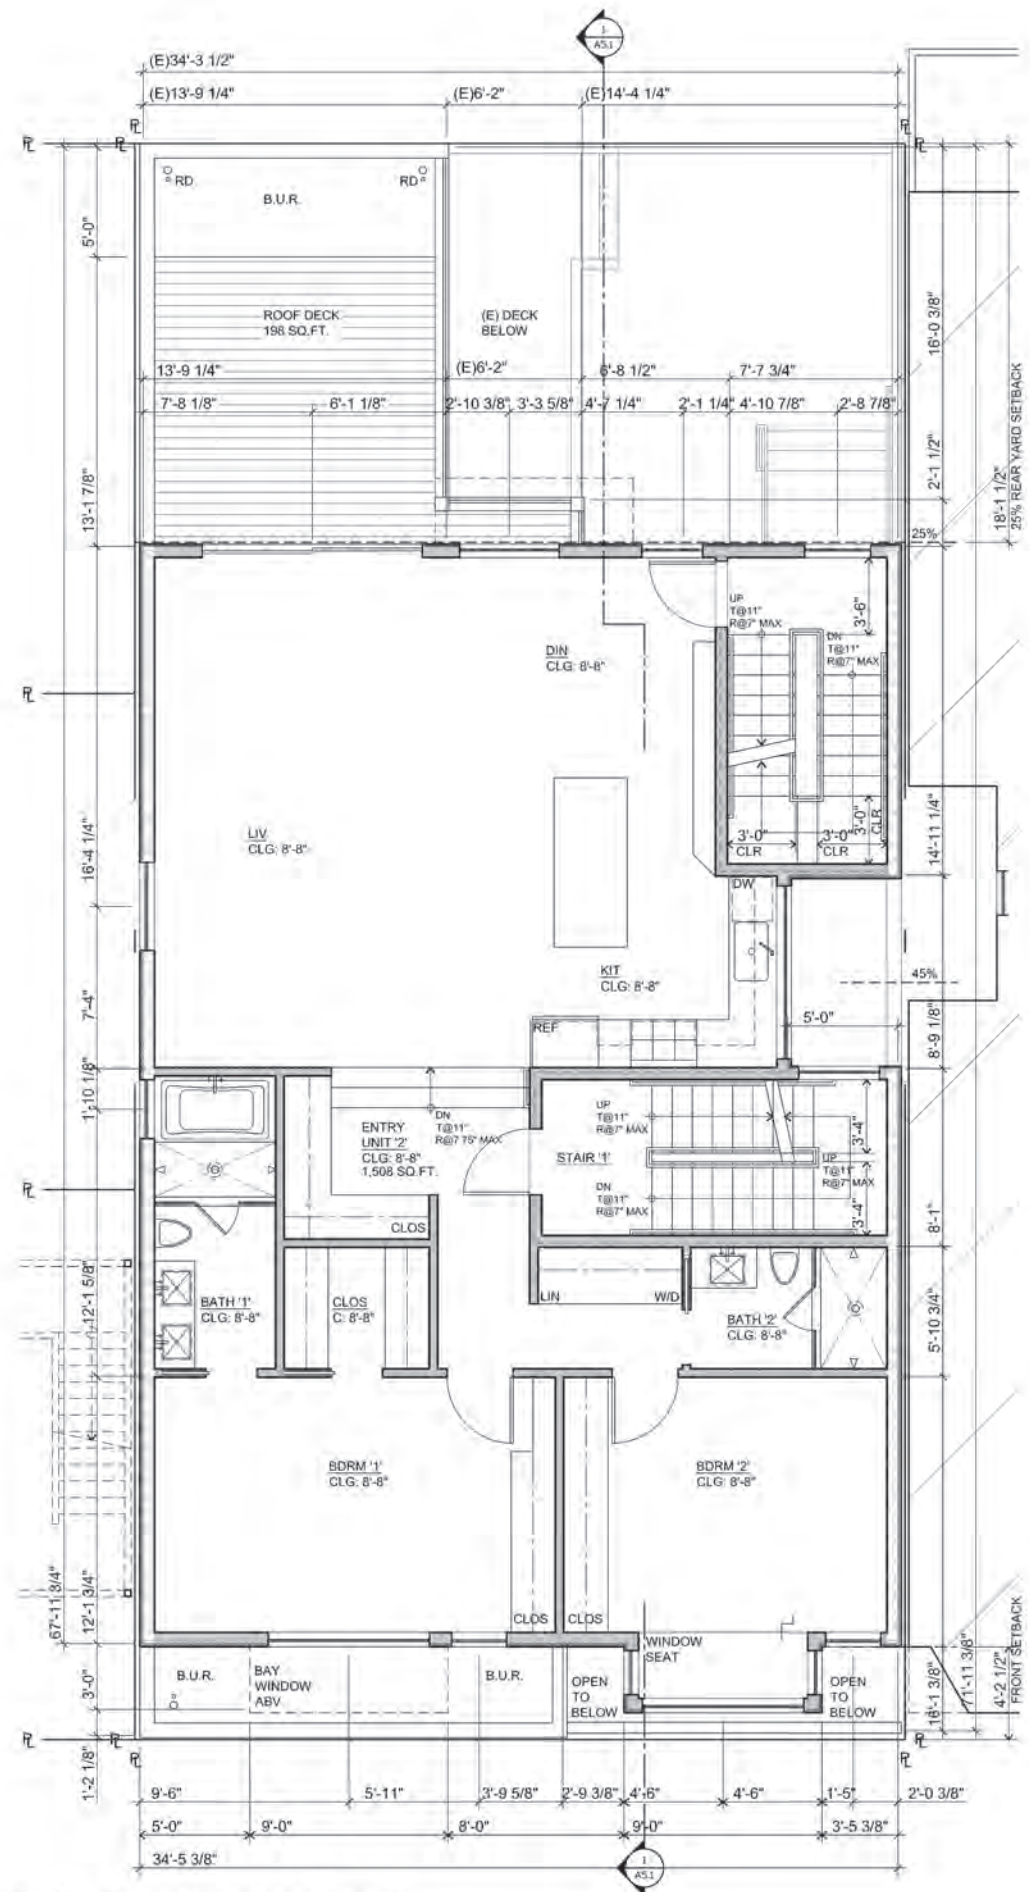 1
A5.1
(E)34'-3 1/2"
(E)13'-9 1/4"
(E)6'-2"
(E)14'-4 1/4"
RD
RD
B.U.R.
5'-0"
ROOF DECK
198 SQ.FT.
(E) DECK
BELOW
16'-0 3/8"
13'-9 1/4"
(E)6'-2"
6'-8 1/2"
7'-7 3/4"
7'-8 1/8"
6'-1 1/8"
2'-10 3/8"
3'-3 5/8"
4'-7 1/4"
2'-1 1/4"
4'-10 7/8"
2'-8 7/8"
13'-1 7/8"
2'-1 1/2"
18'-1 1/2"
25% REAR YARD SETBACK
25%
UP
T@11"
R@7" MAX
3'-6"
DN
T@11"
R@7" MAX
DIN
CLG: 8'-8"
LIV
CLG: 8'-8"
16'-4 1/4"
3'-0"
CLR
3'-0"
CLR
3'-0"
CLR
14'-11 1/4"
DW
KIT
CLG: 8'-8"
45%
7'-4"
REF
5'-0"
8'-9 1/8"
1'-10 1/8"
ENTRY
UNIT '2'
CLG: 8'-8"
1,508 SQ.FT.
DN
T@11"
R@7.75" MAX
UP
T@11"
R@7" MAX
STAIR '1'
3'-4"
UP
T@11"
R@7" MAX
DN
T@11"
R@7" MAX
3'-4"
CLOS
8'-1"
12'-1 5/8"
BATH '1'
CLG: 8'-8"
CLOS
C: 8'-8"
LIN
W/D
BATH '2'
CLG: 8'-8"
5'-10 3/4"
BDRM '1'
CLG: 8'-8"
BDRM '2'
CLG: 8'-8"
67'-11 3/4"
12'-1 3/4"
CLOS
CLOS
WINDOW
SEAT
B.U.R.
BAY
WINDOW
ABV
B.U.R.
OPEN
TO
BELOW
OPEN
TO
BELOW
3'-0"
16'-1 3/8"
71'-11 3/8"
4'-2 1/2"
FRONT SETBACK
1'-2 1/8"
9'-6"
5'-11"
3'-9 5/8"
2'-9 3/8"
4'-6"
4'-6"
1'-5"
2'-0 3/8"
5'-0"
9'-0"
8'-0"
9'-0"
3'-5 3/8"
34'-5 3/8"
1
A5.1